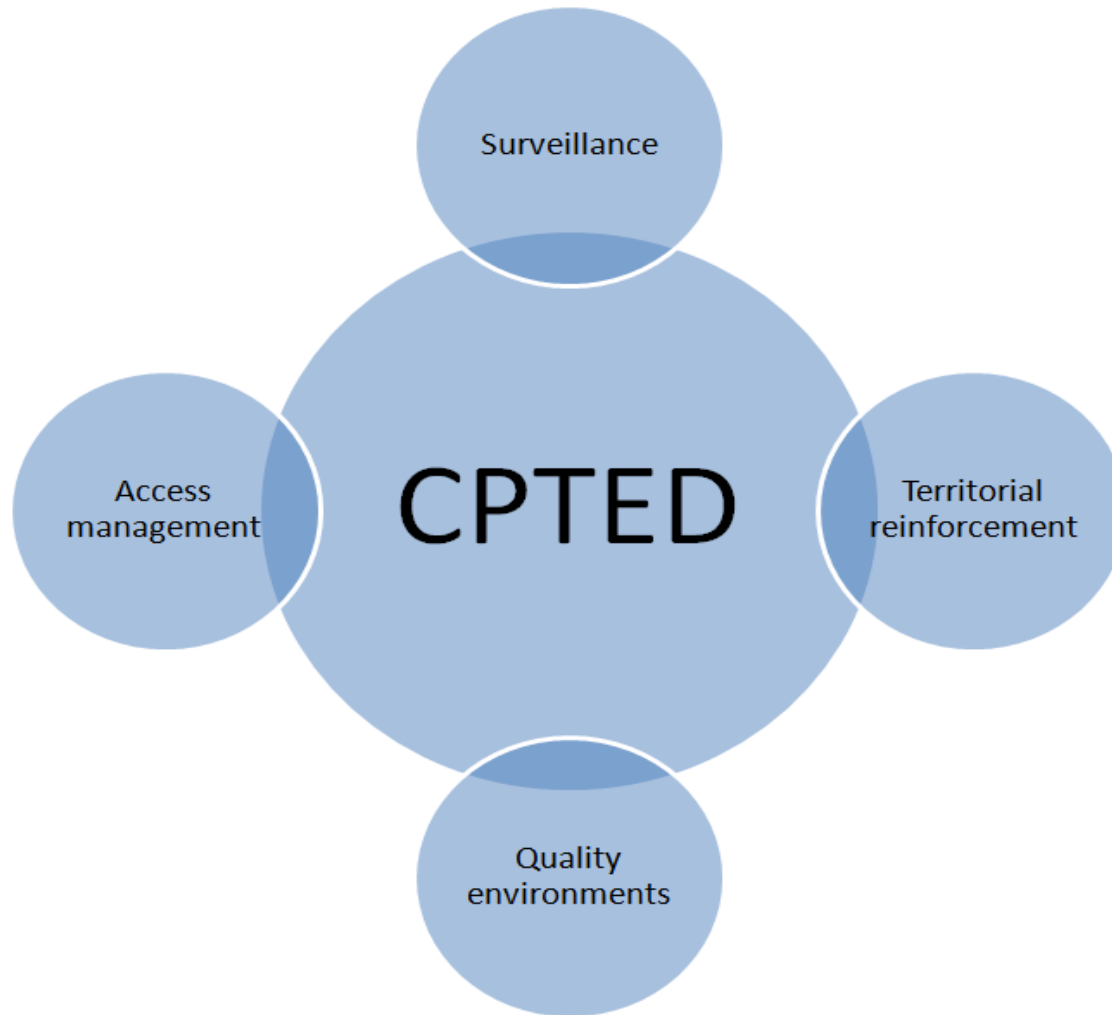 Surveillance
Access
management
CPTED
Territorial
reinforcement
Quality
environments